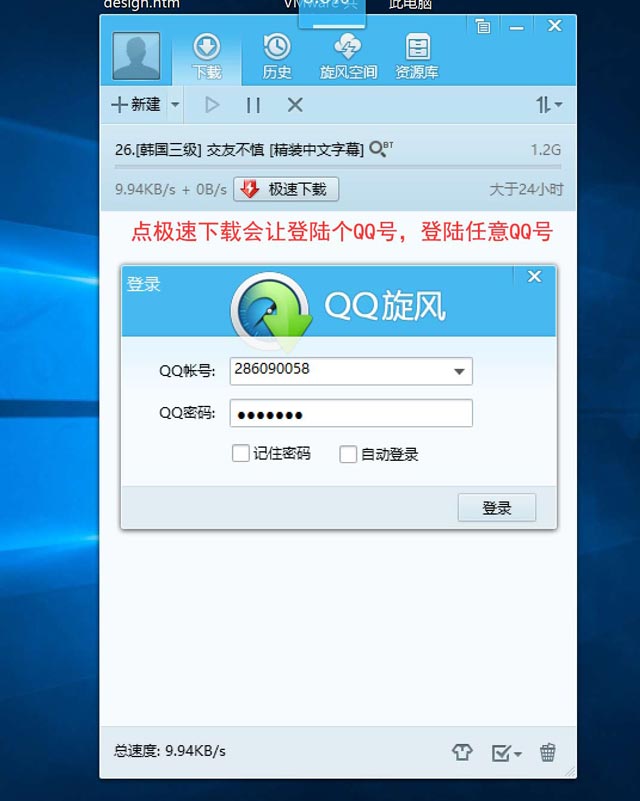 design.htm
此电脑
下载
历史
旋风空间
资源库
新建
26.[韩国三级] 交友不慎 [精装中文字幕]
BT
1.2G
9.94KB/s + 0B/s
极速下载
大于24小时
点极速下载会让登陆个QQ号，登陆任意QQ号
登录
QQ旋风
QQ帐号:
286090058
QQ密码:
记住密码
自动登录
登录
总速度: 9.94KB/s